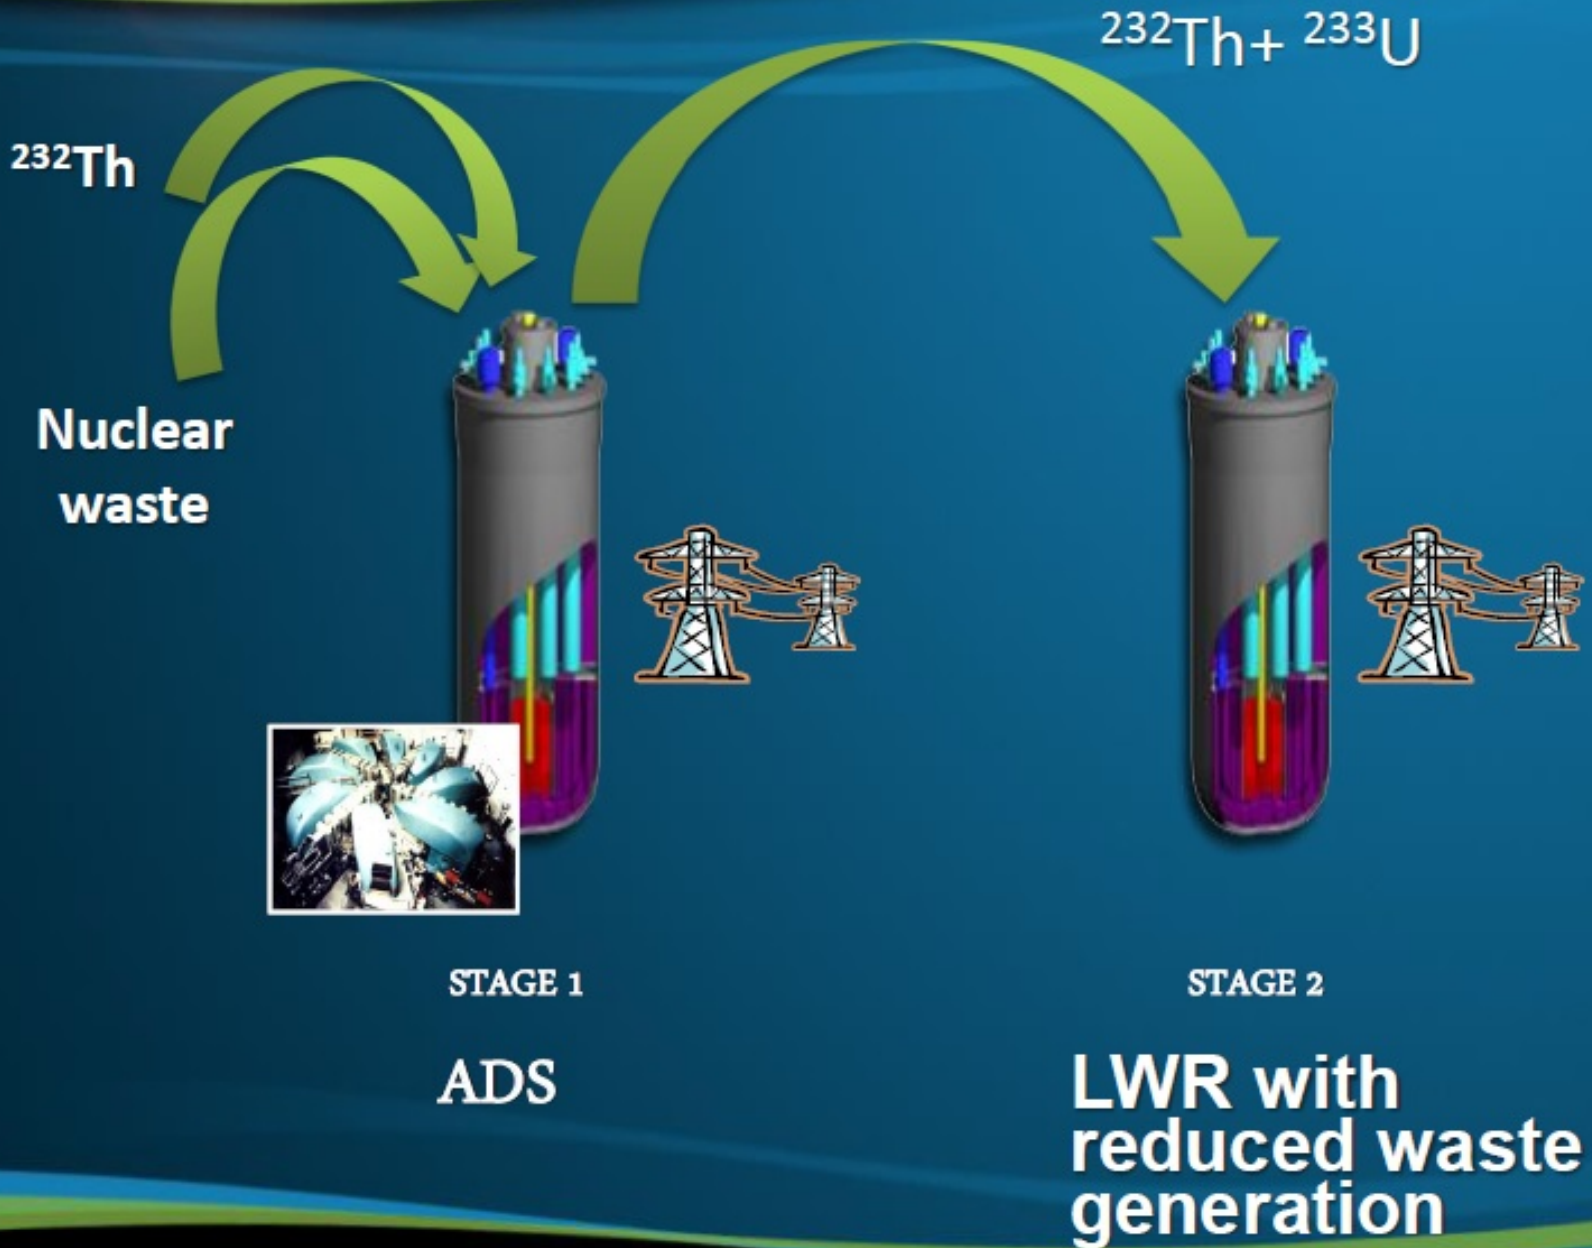 ²³²Th+ ²³³U
²³²Th
Nuclear
waste
STAGE 1
STAGE 2
ADS
LWR with
reduced waste
generation